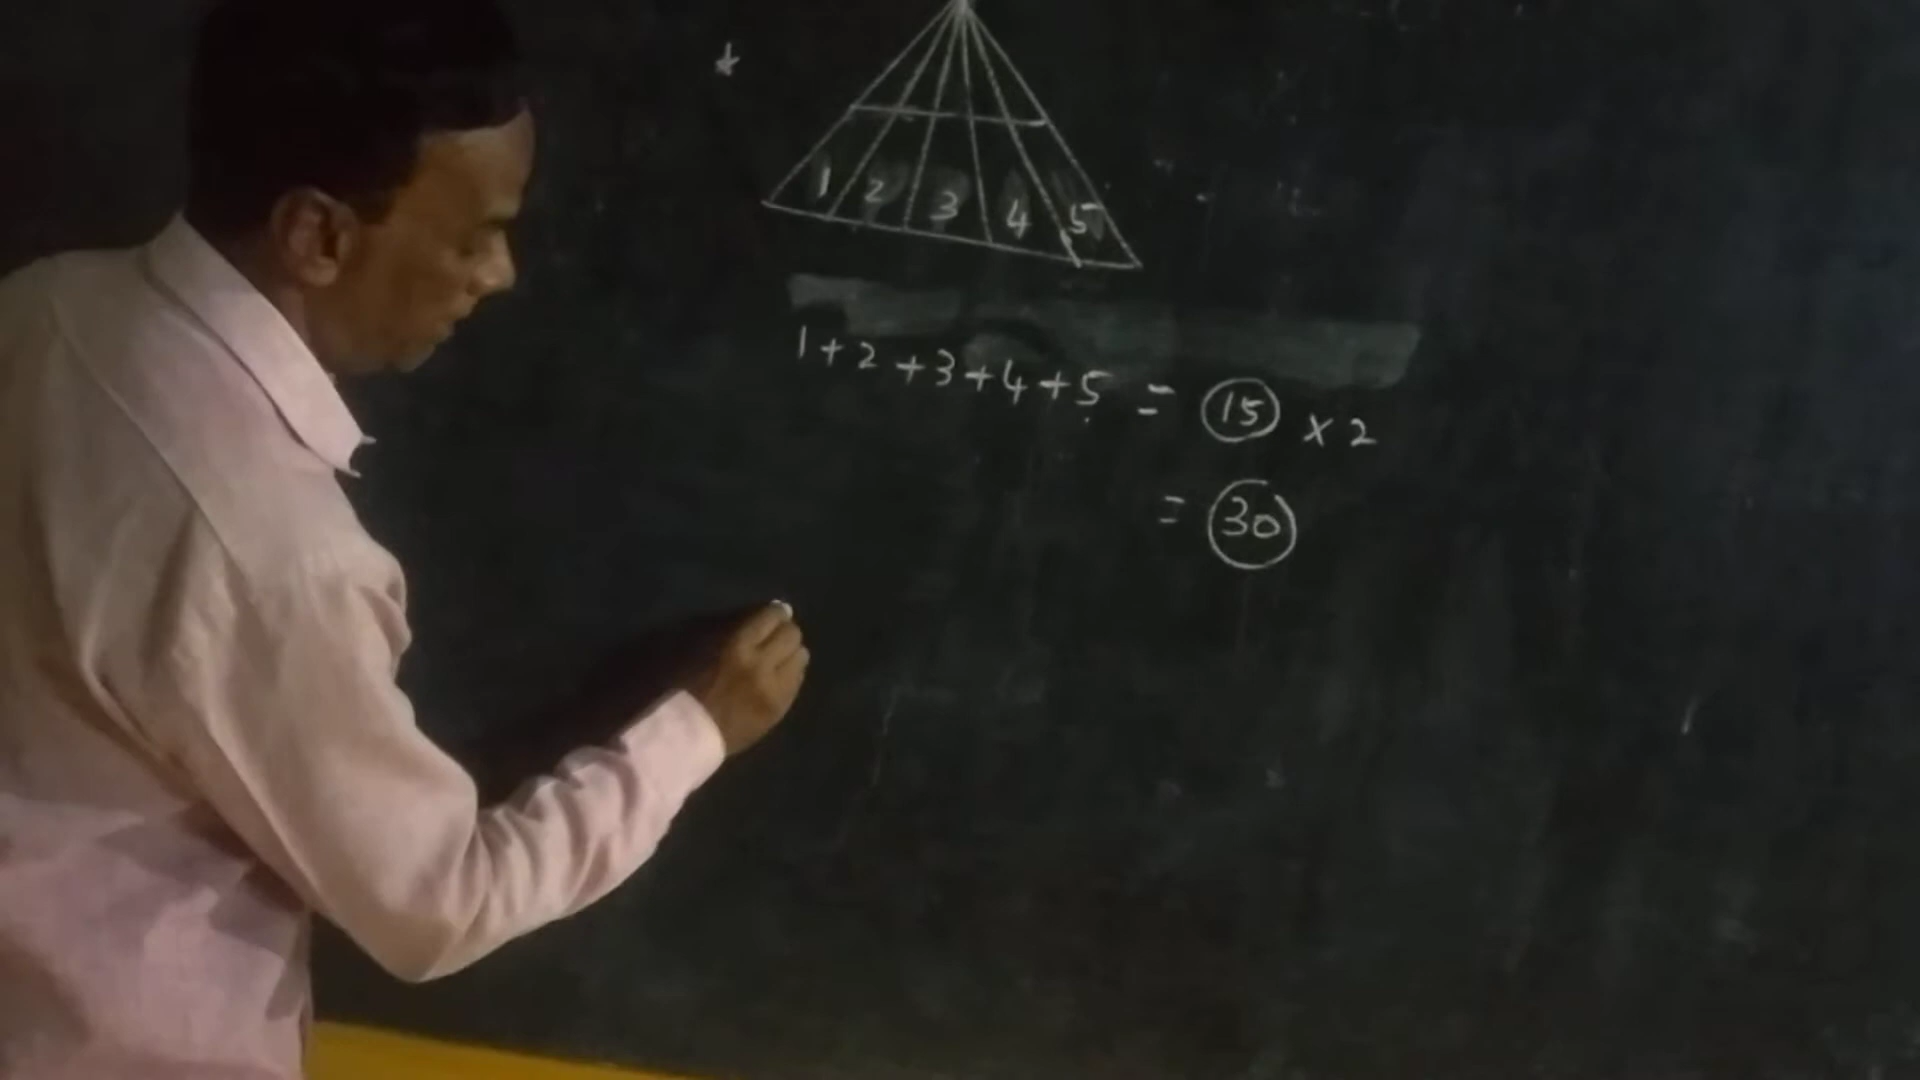 *
1 2 3 4 5
1+2+3+4+5 = 15 × 2
= 30